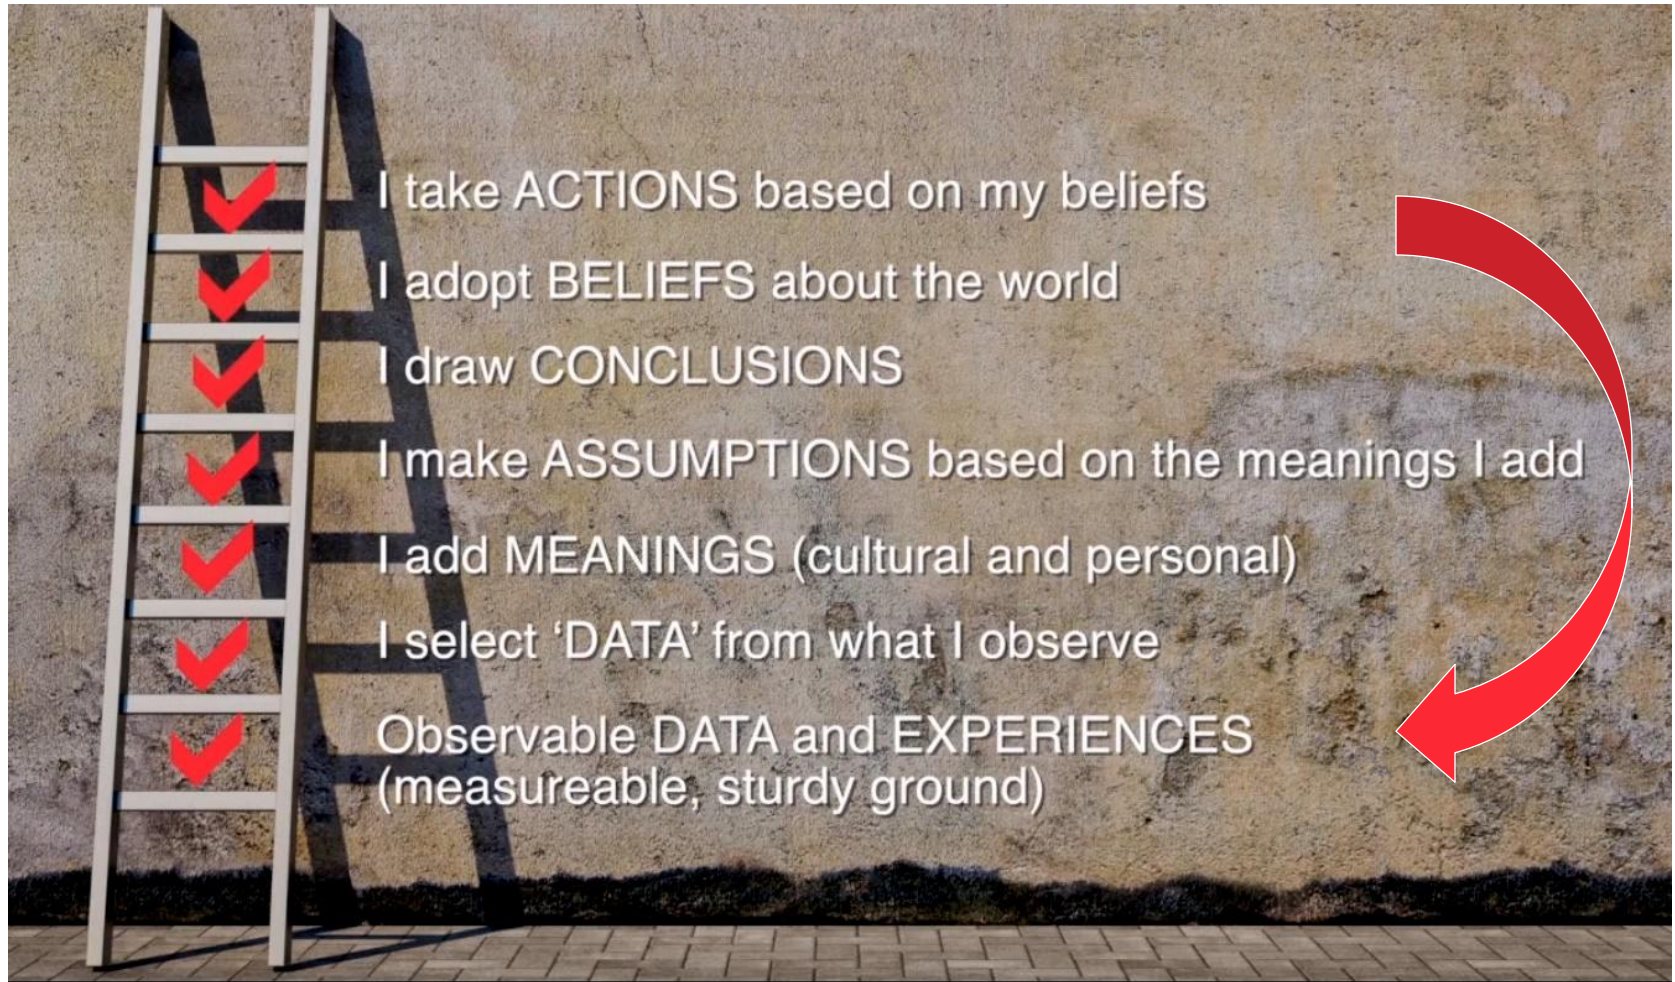 I take ACTIONS based on my beliefs
I adopt BELIEFS about the world
I draw CONCLUSIONS
I make ASSUMPTIONS based on the meanings I add
I add MEANINGS (cultural and personal)
I select ‘DATA’ from what I observe
Observable DATA and EXPERIENCES
(measureable, sturdy ground)